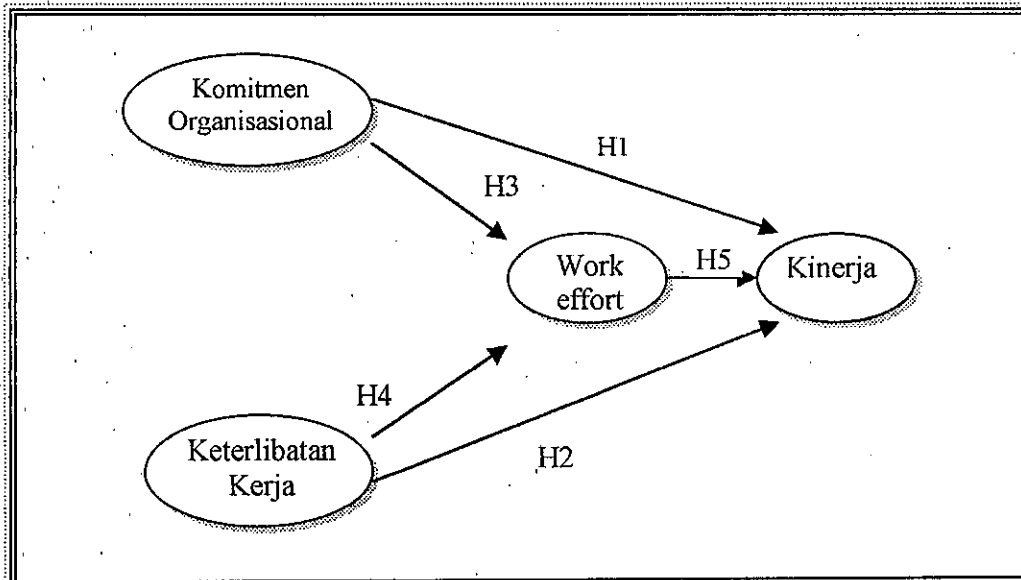 Komitmen
Organisasional
H1
H3
Work
effort
H5
Kinerja
H4
Keterlibatan
Kerja
H2